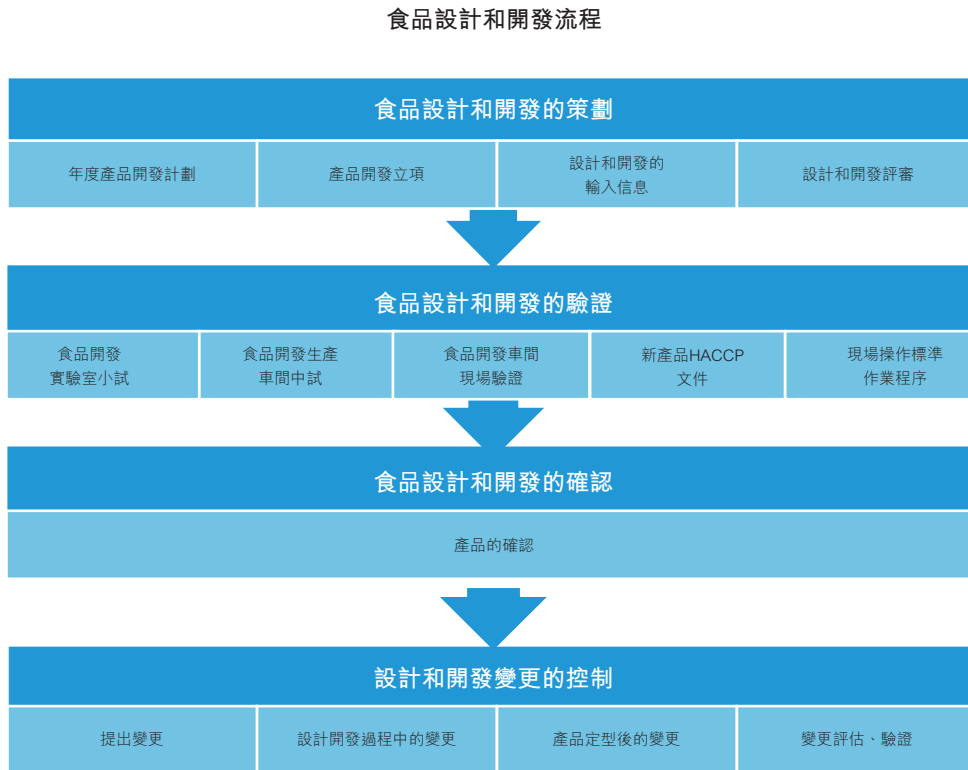 食品設計和開發流程
食品設計和開發的策劃
年度產品開發計劃
產品開發立項
設計和開發的
輸入信息
設計和開發評審
食品設計和開發的驗證
食品開發
實驗室小試
食品開發生產
車間中試
食品開發車間
現場驗證
新產品HACCP
文件
現場操作標準
作業程序
食品設計和開發的確認
產品的確認
設計和開發變更的控制
提出變更
設計開發過程中的變更
產品定型後的變更
變更評估、驗證